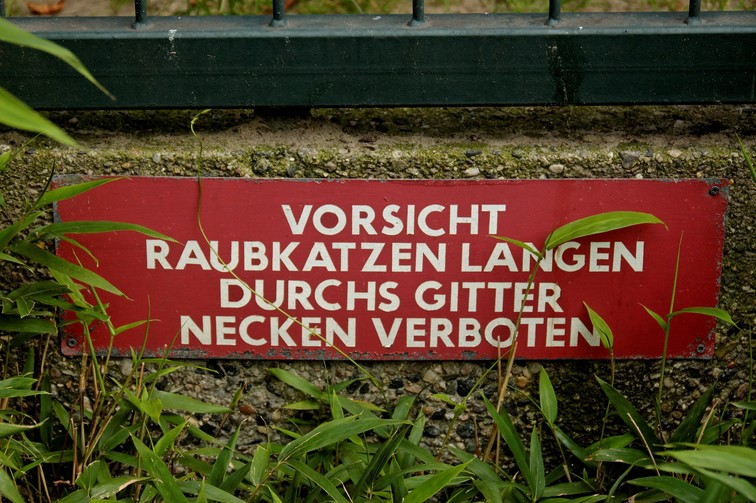 VORSICHT
RAUBKATZEN LANGEN
DURCHS GITTER
NECKEN VERBOTEN